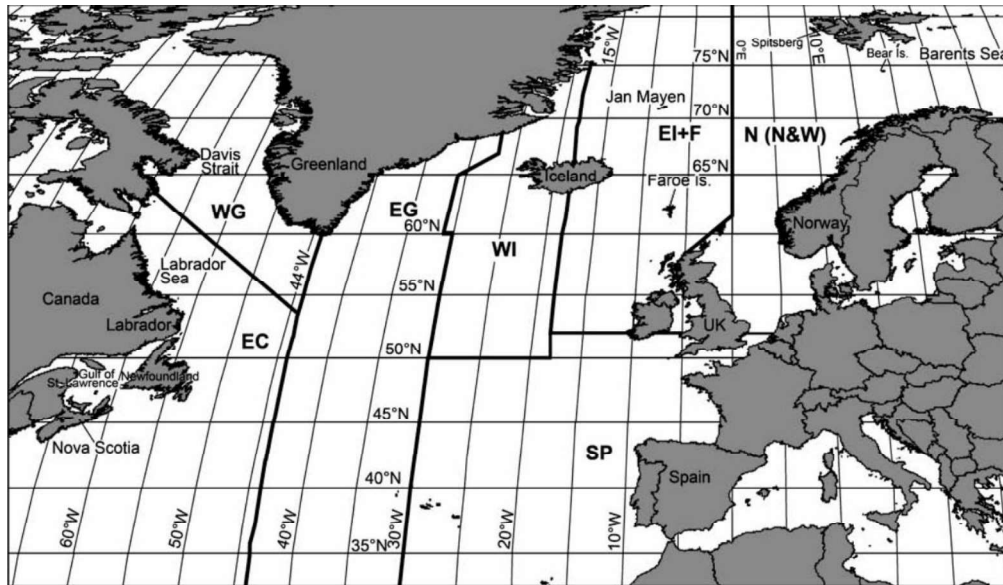 Spitsberg
0°E
10°E
Bear Is.
Barents Sea
15°W
75°N
Jan Mayen
70°N
EI+F
N (N&W)
Davis
Strait
Greenland
Iceland
65°N
Faroe Is.
WG
EG
60°N
Norway
WI
Labrador
Sea
44°W
Canada
55°N
Labrador
UK
EC
50°N
Gulf of
St-Lawrence
Newfoundland
45°N
Nova Scotia
SP
Spain
40°N
60°W
50°W
40°W
30°W
20°W
10°W
35°N